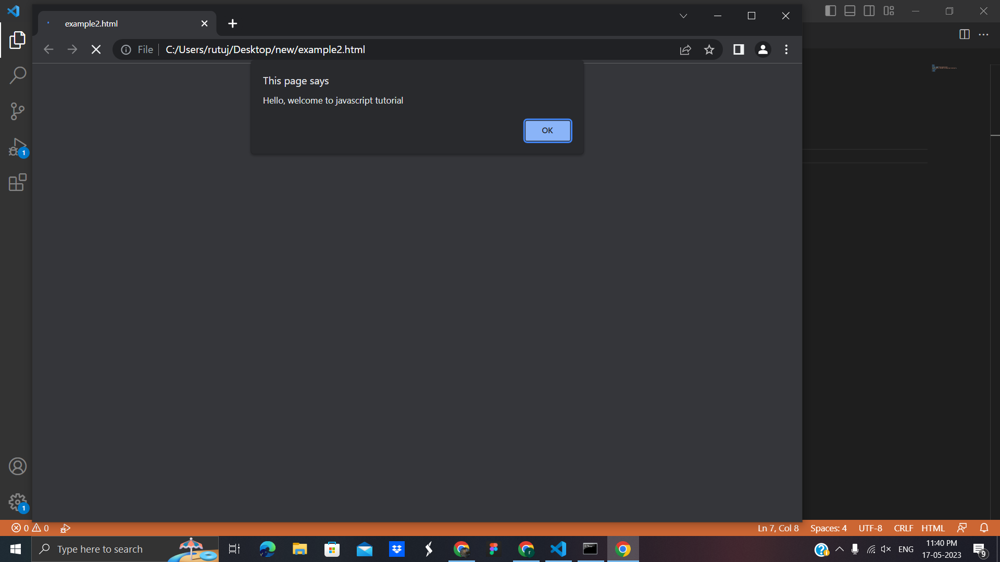 example2.html
File
C:/Users/rutuj/Desktop/new/example2.html
This page says
Hello, welcome to javascript tutorial
OK
1
1
0 0
Ln 7, Col 8
Spaces: 4
UTF-8
CRLF
HTML
Type here to search
r
ENG
11:40 PM
17-05-2023
9